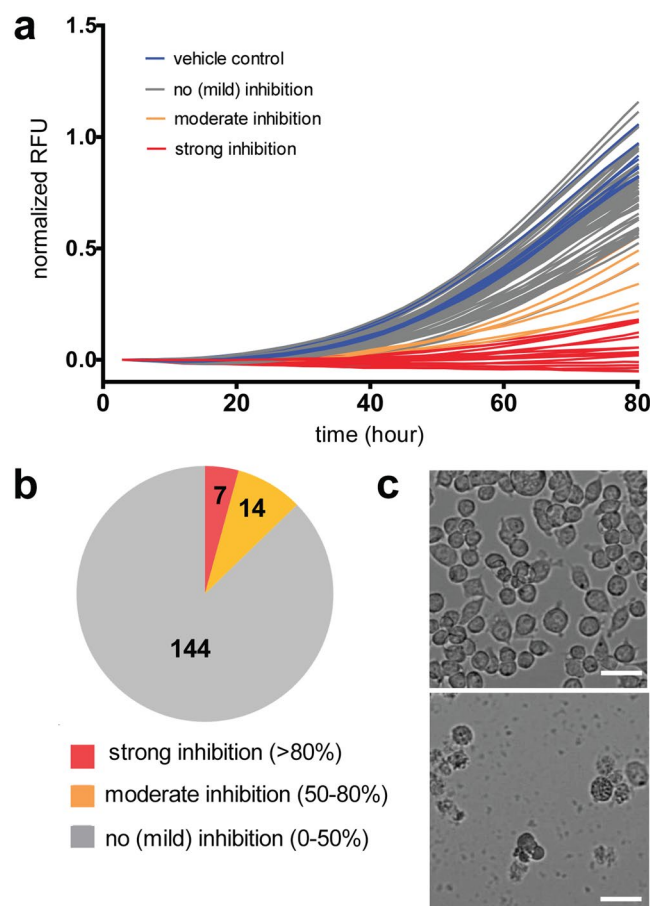 a
1.5
1.0
0.5
0.0
normalized RFU
vehicle control
no (mild) inhibition
moderate inhibition
strong inhibition
0 20 40 60 80
time (hour)
b
7
14
144
strong inhibition (>80%)
moderate inhibition (50-80%)
no (mild) inhibition (0-50%)
c